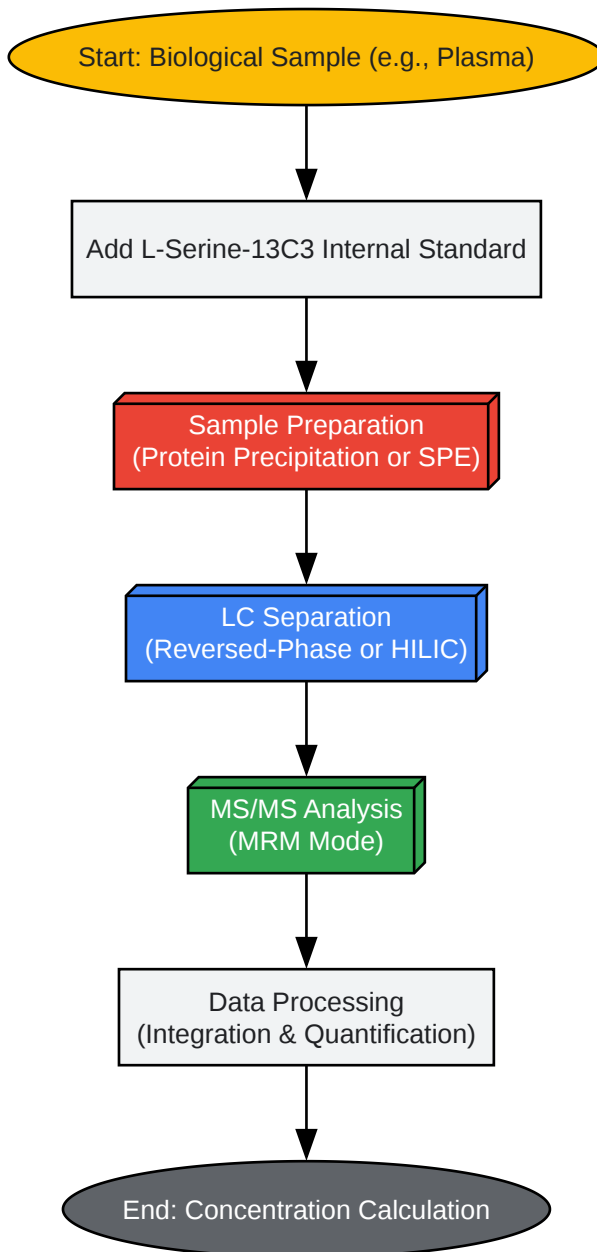 Start: Biological Sample (e.g., Plasma)
Add L-Serine-13C3 Internal Standard
Sample Preparation
(Protein Precipitation or SPE)
LC Separation
(Reversed-Phase or HILIC)
MS/MS Analysis
(MRM Mode)
Data Processing
(Integration & Quantification)
End: Concentration Calculation